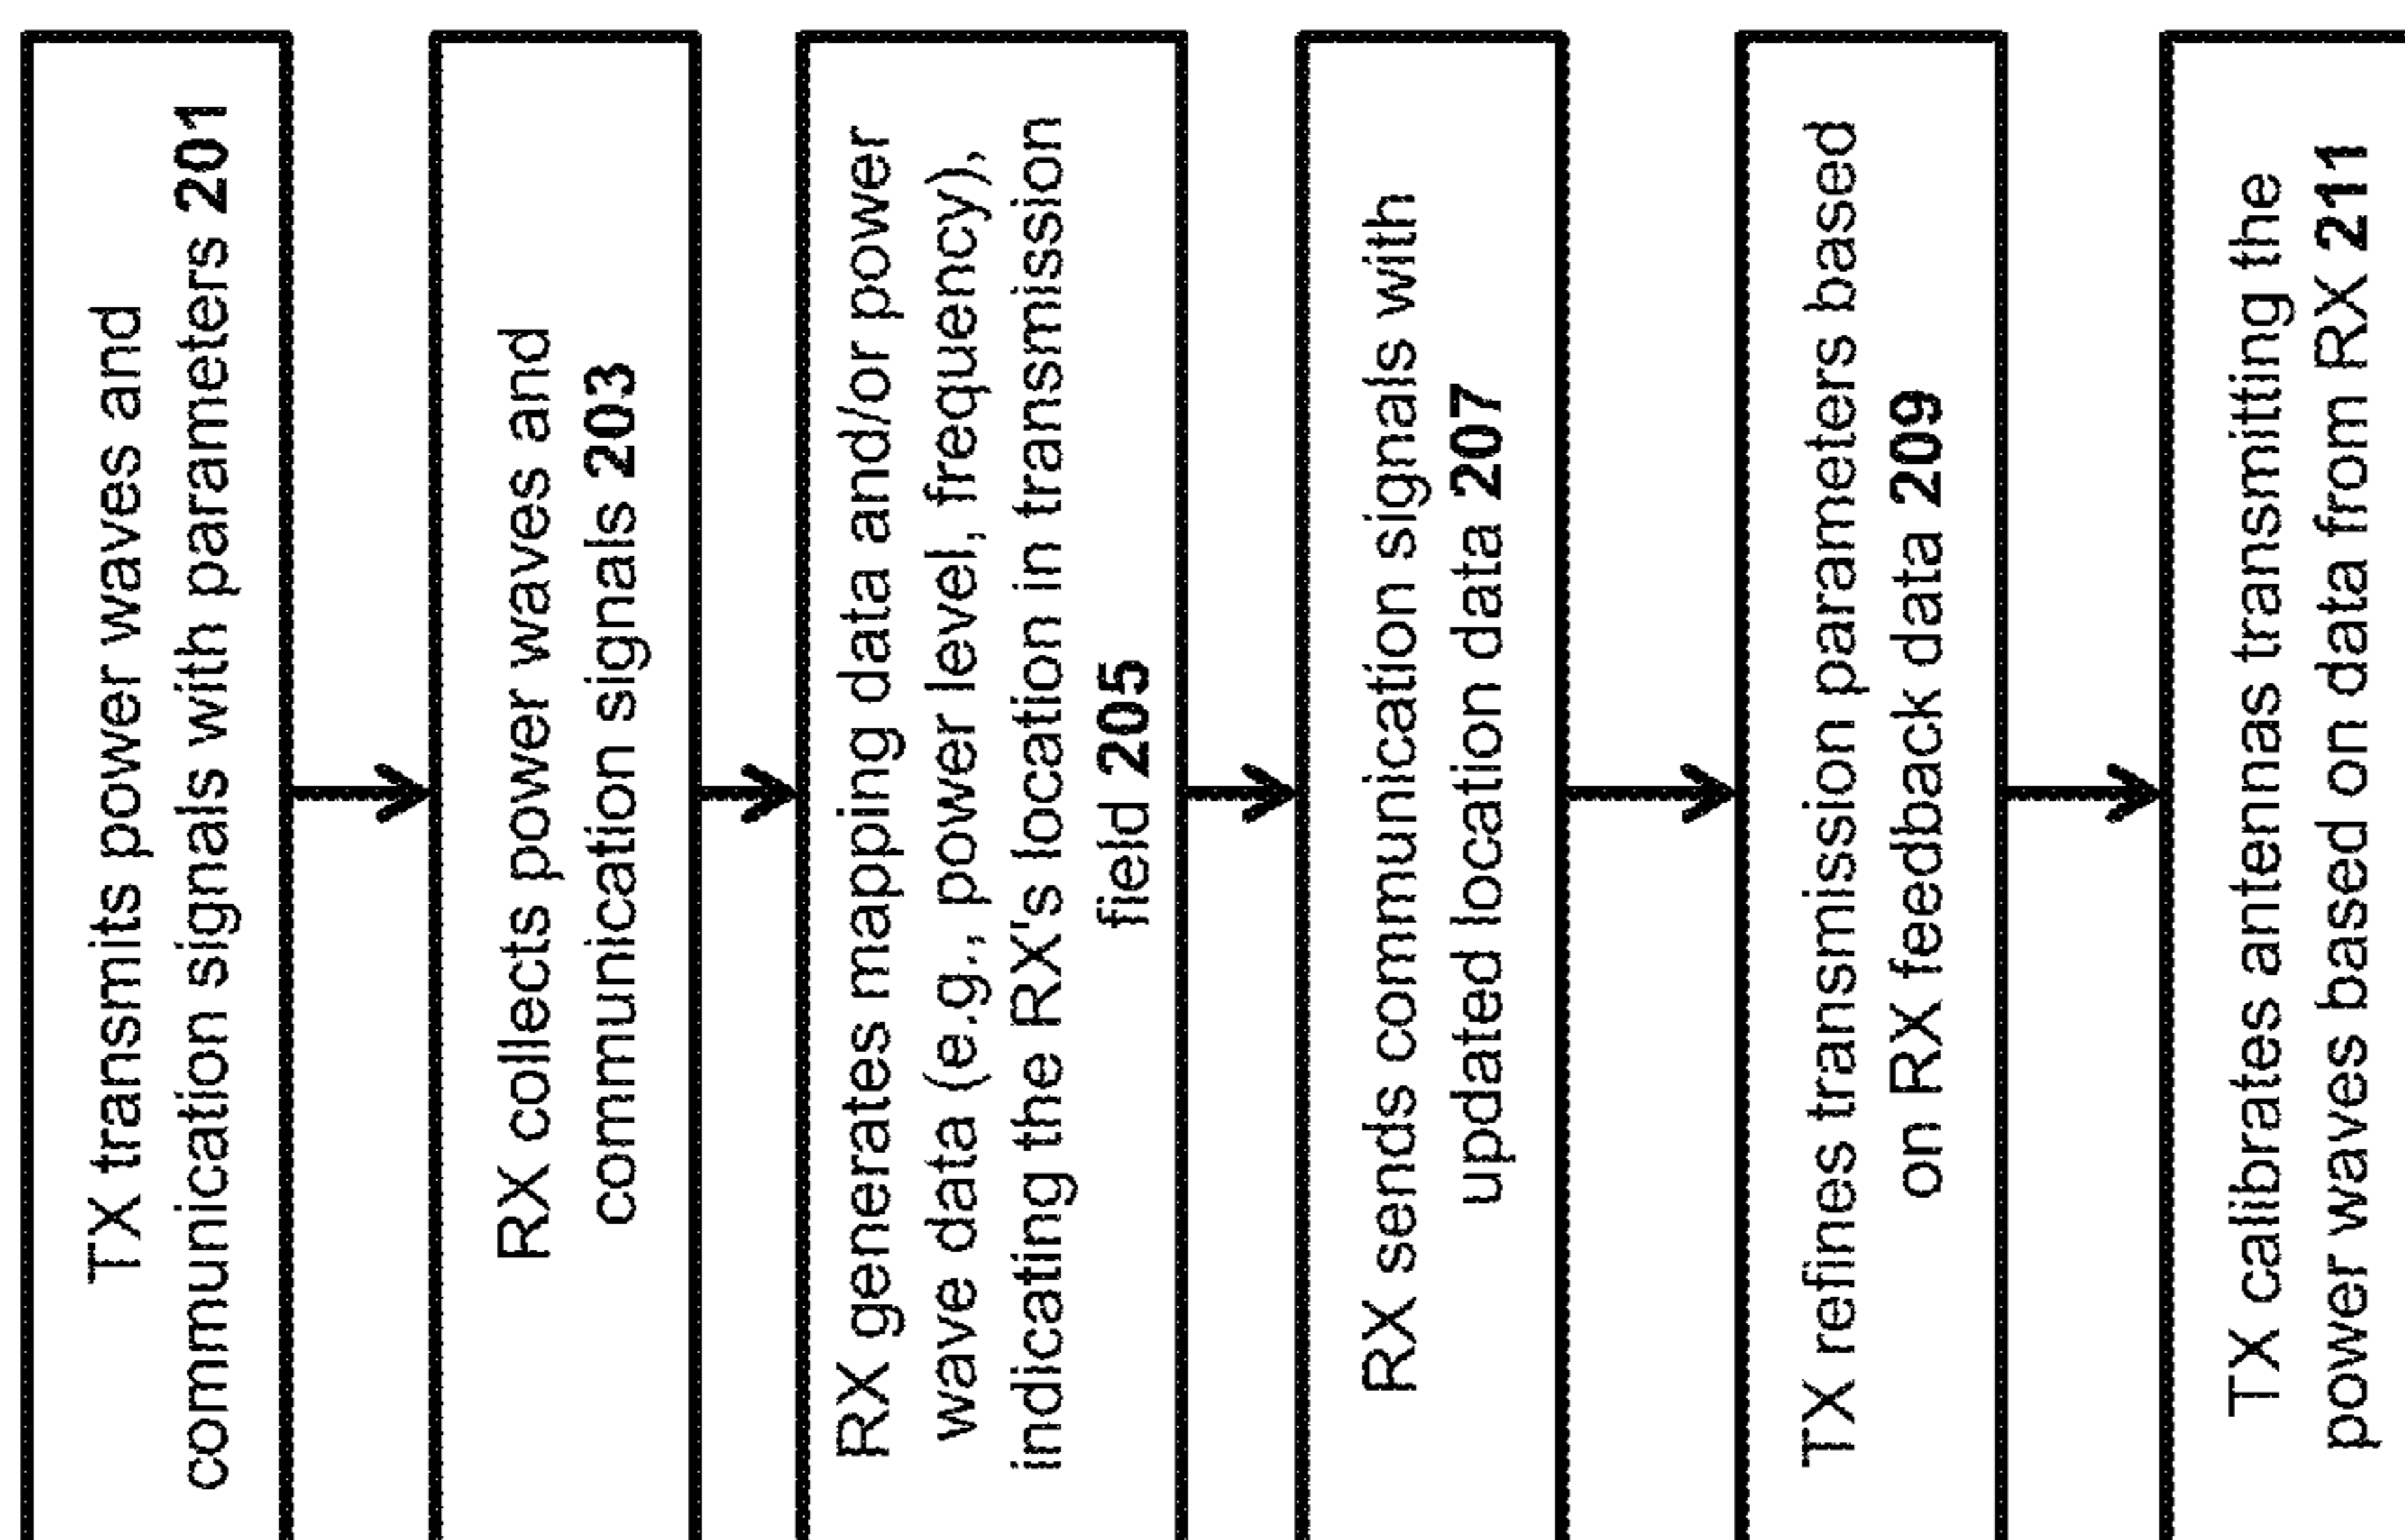 TX transmits power waves and
communication signals with parameters 201
RX collects power waves and
communication signals 203
RX generates mapping data and/or power
wave data (e.g., power level, frequency),
indicating the RX's location in transmission
field 205
RX sends communication signals with
updated location data 207
TX refines transmission parameters based
on RX feedback data 209
TX calibrates antennas transmitting the
power waves based on data from RX 211